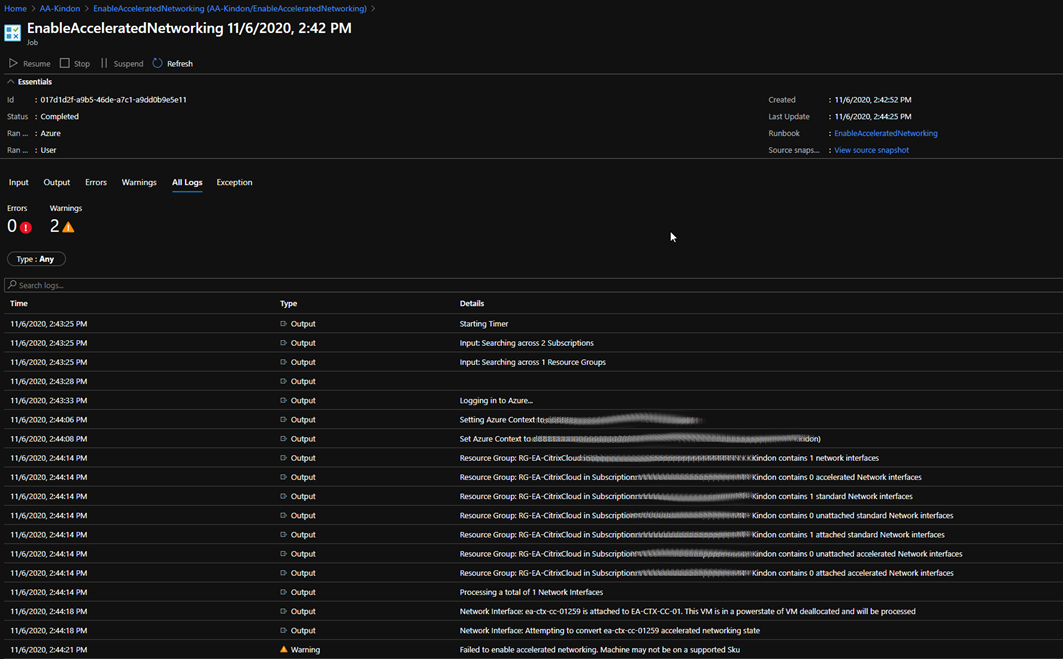 Home > AA-Kindon > EnableAcceleratedNetworking (AA-Kindon/EnableAcceleratedNetworking) >
EnableAcceleratedNetworking 11/6/2020, 2:42 PM
Job
Resume Stop Suspend Refresh
Essentials
Id : 017d1d2f-a9b5-46de-a7c1-a9dd0b9e5e11 Created : 11/6/2020, 2:42:52 PM
Status : Completed Last Update : 11/6/2020, 2:44:25 PM
Ran ... : Azure Runbook : EnableAcceleratedNetworking
Ran ... : User Source snaps... : View source snapshot
Input Output Errors Warnings All Logs Exception
Errors Warnings
0 2
Type : Any
Search logs...
Time Type Details
11/6/2020, 2:43:25 PM Output Starting Timer
11/6/2020, 2:43:25 PM Output Input: Searching across 2 Subscriptions
11/6/2020, 2:43:25 PM Output Input: Searching across 1 Resource Groups
11/6/2020, 2:43:28 PM Output
11/6/2020, 2:43:33 PM Output Logging in to Azure...
11/6/2020, 2:44:06 PM Output Setting Azure Context to
11/6/2020, 2:44:08 PM Output Set Azure Context to
11/6/2020, 2:44:14 PM Output Resource Group: RG-EA-CitrixCloud in Subscription Kindon contains 1 network interfaces
11/6/2020, 2:44:14 PM Output Resource Group: RG-EA-CitrixCloud in Subscription Kindon contains 0 accelerated Network interfaces
11/6/2020, 2:44:14 PM Output Resource Group: RG-EA-CitrixCloud in Subscription Kindon contains 1 standard Network interfaces
11/6/2020, 2:44:14 PM Output Resource Group: RG-EA-CitrixCloud in Subscription Kindon contains 0 unattached standard Network interfaces
11/6/2020, 2:44:14 PM Output Resource Group: RG-EA-CitrixCloud in Subscription Kindon contains 1 attached standard Network interfaces
11/6/2020, 2:44:14 PM Output Resource Group: RG-EA-CitrixCloud in Subscription Kindon contains 0 unattached accelerated Network interfaces
11/6/2020, 2:44:14 PM Output Resource Group: RG-EA-CitrixCloud in Subscription Kindon contains 0 attached accelerated Network interfaces
11/6/2020, 2:44:14 PM Output Processing a total of 1 Network Interfaces
11/6/2020, 2:44:18 PM Output Network Interface: ea-ctx-cc-01259 is attached to EA-CTX-CC-01. This VM is in a powerstate of VM deallocated and will be processed
11/6/2020, 2:44:18 PM Output Network Interface: Attempting to convert ea-ctx-cc-01259 accelerated networking state
11/6/2020, 2:44:21 PM Warning Failed to enable accelerated networking. Machine may not be on a supported Sku